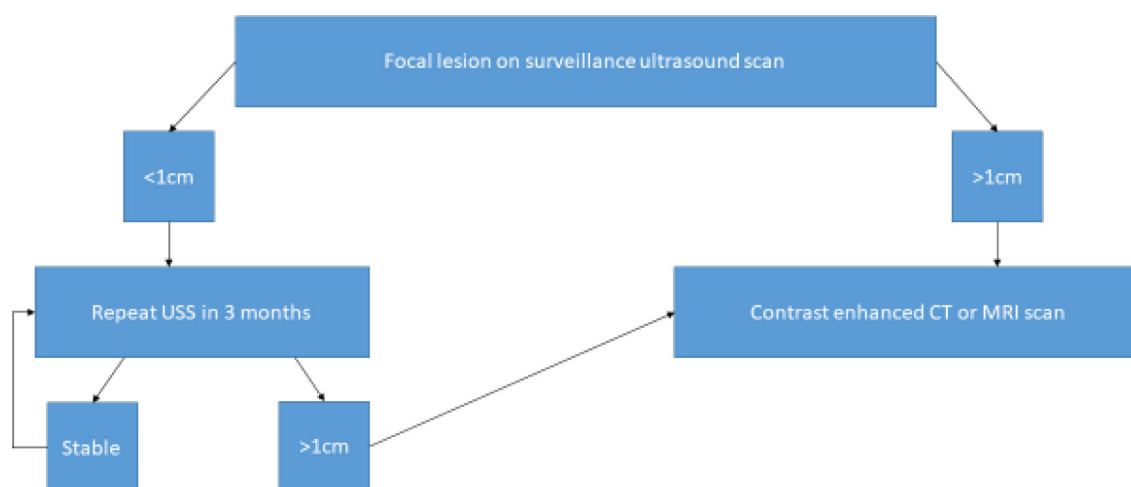 Focal lesion on surveillance ultrasound scan
<1cm
>1cm
Repeat USS in 3 months
Contrast enhanced CT or MRI scan
Stable
>1cm